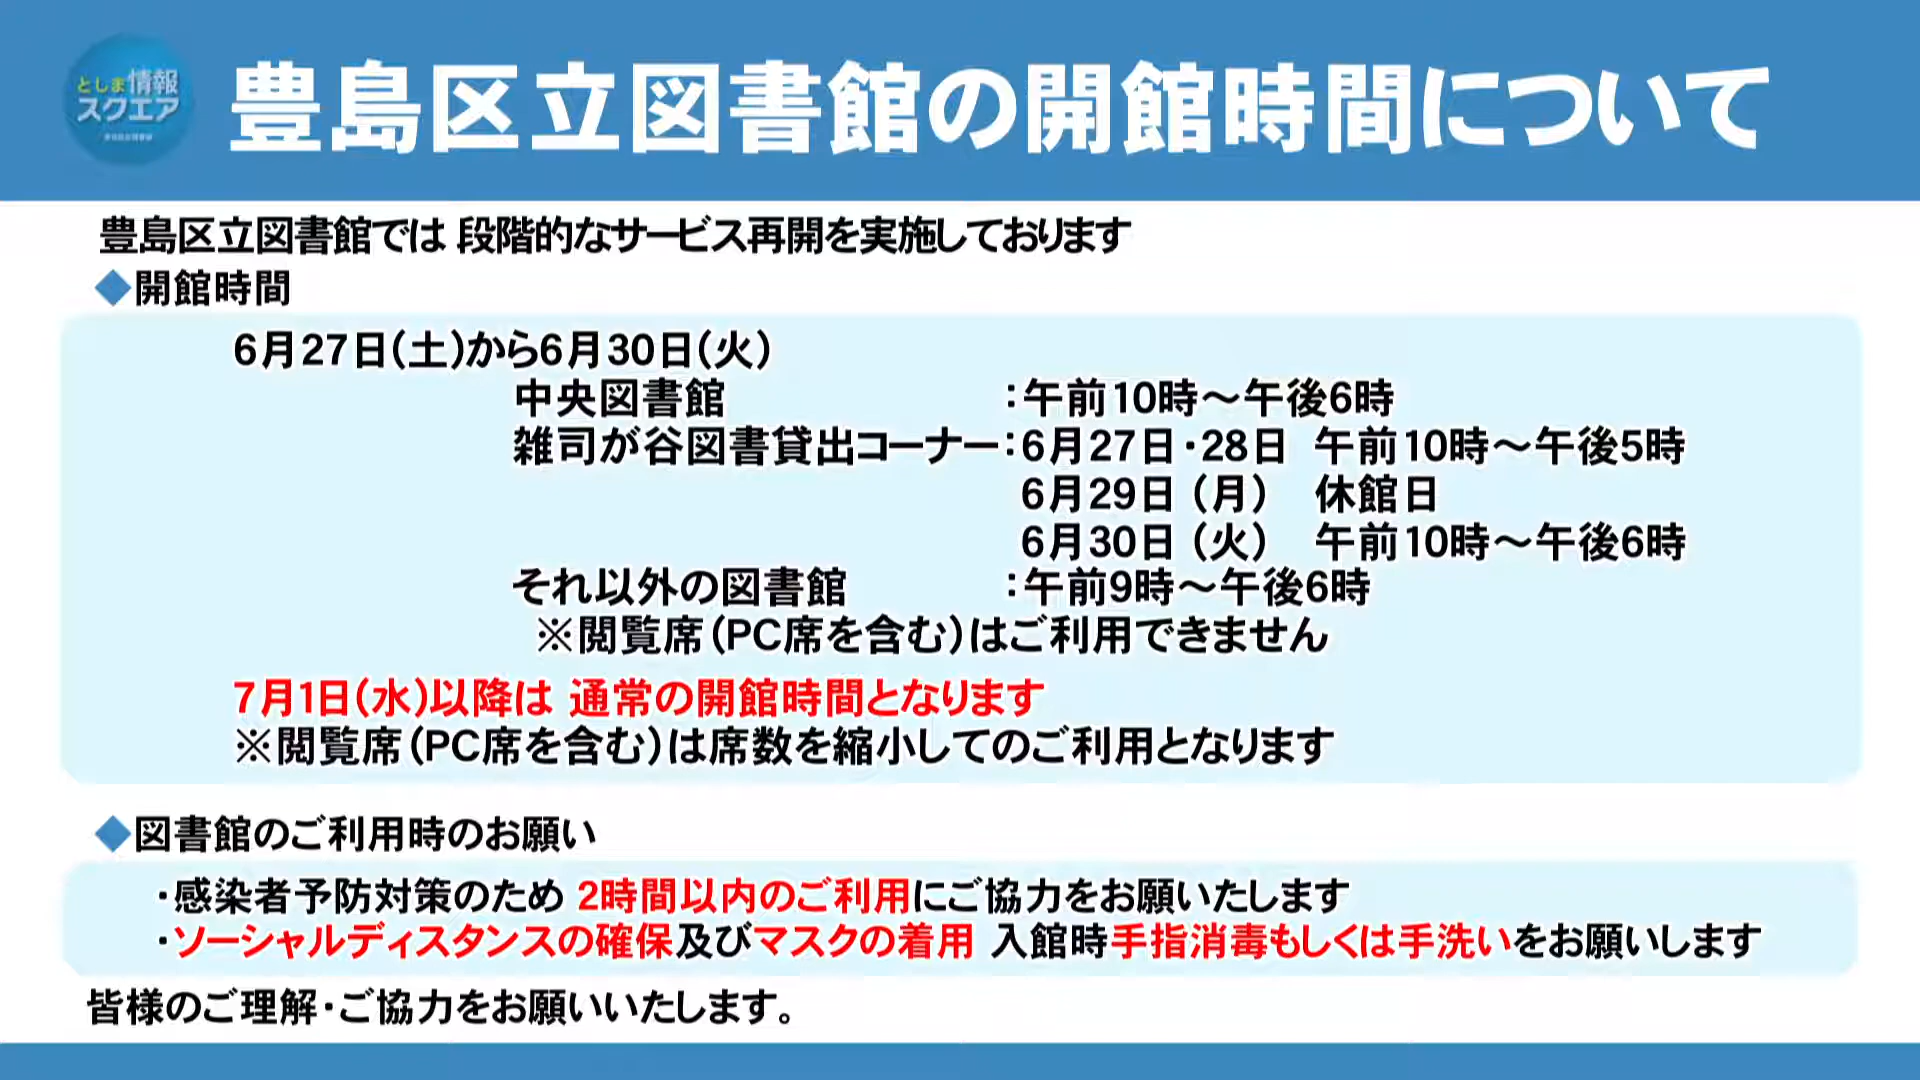 としま情報
スクエア
豊島区立図書館の開館時間について
豊島区立図書館では 段階的なサービス再開を実施しております
◆開館時間
6月27日(土)から6月30日(火)
中央図書館 :午前10時～午後6時
雑司が谷図書貸出コーナー:6月27日・28日 午前10時～午後5時
6月29日(月) 休館日
6月30日(火) 午前10時～午後6時
それ以外の図書館 :午前9時～午後6時
※閲覧席(PC席を含む)はご利用できません
7月1日(水)以降は 通常の開館時間となります
※閲覧席(PC席を含む)は席数を縮小してのご利用となります
◆図書館のご利用時のお願い
・感染者予防対策のため 2時間以内のご利用にご協力をお願いいたします
・ソーシャルディスタンスの確保及びマスクの着用 入館時手指消毒もしくは手洗いをお願いします
皆様のご理解・ご協力をお願いいたします。